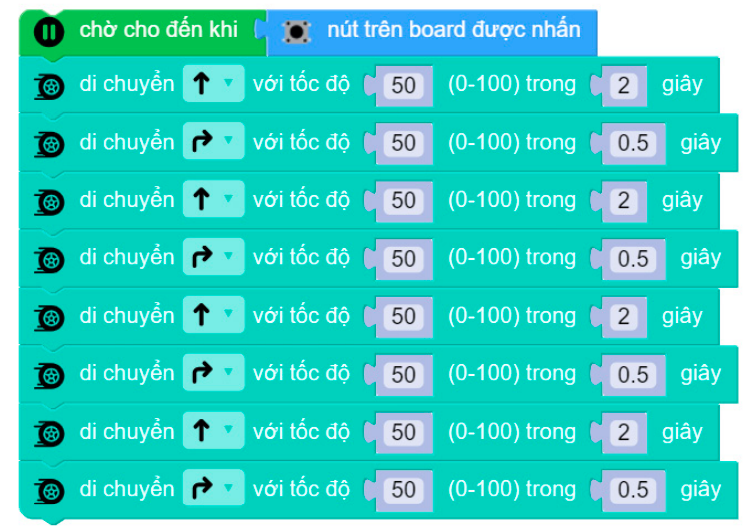 chờ cho đến khi nút trên board được nhấn
di chuyển với tốc độ 50 (0-100) trong 2 giây
di chuyển với tốc độ 50 (0-100) trong 0.5 giây
di chuyển với tốc độ 50 (0-100) trong 2 giây
di chuyển với tốc độ 50 (0-100) trong 0.5 giây
di chuyển với tốc độ 50 (0-100) trong 2 giây
di chuyển với tốc độ 50 (0-100) trong 0.5 giây
di chuyển với tốc độ 50 (0-100) trong 2 giây
di chuyển với tốc độ 50 (0-100) trong 0.5 giây